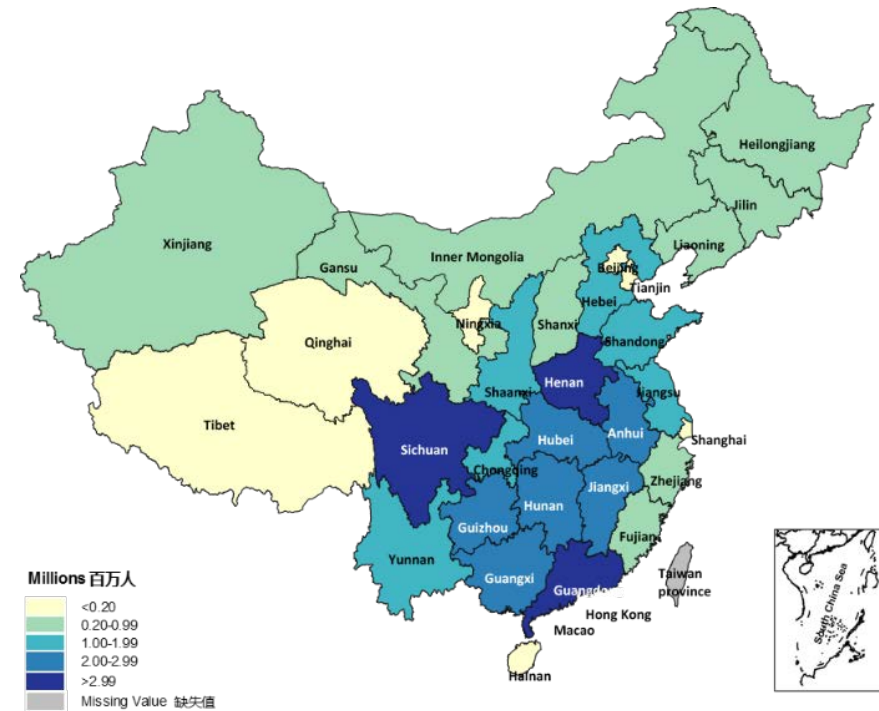 Heilongjiang
Jilin
Xinjiang
Inner Mongolia
Liaoning
Gansu
Beijing
Tianjin
Hebei
Ningxia
Shanxi
Qinghai
Shandong
Henan
Shaanxi
Jiangsu
Tibet
Sichuan
Hubei
Anhui
Shanghai
Chongqing
Zhejiang
Jiangxi
Hunan
Guizhou
Fujian
Yunnan
Guangxi
Guangdong
Taiwan
province
Hong Kong
Macao
Hainan
South China Sea
Millions 百万人
<0.20
0.20-0.99
1.00-1.99
2.00-2.99
>2.99
Missing Value 缺失值